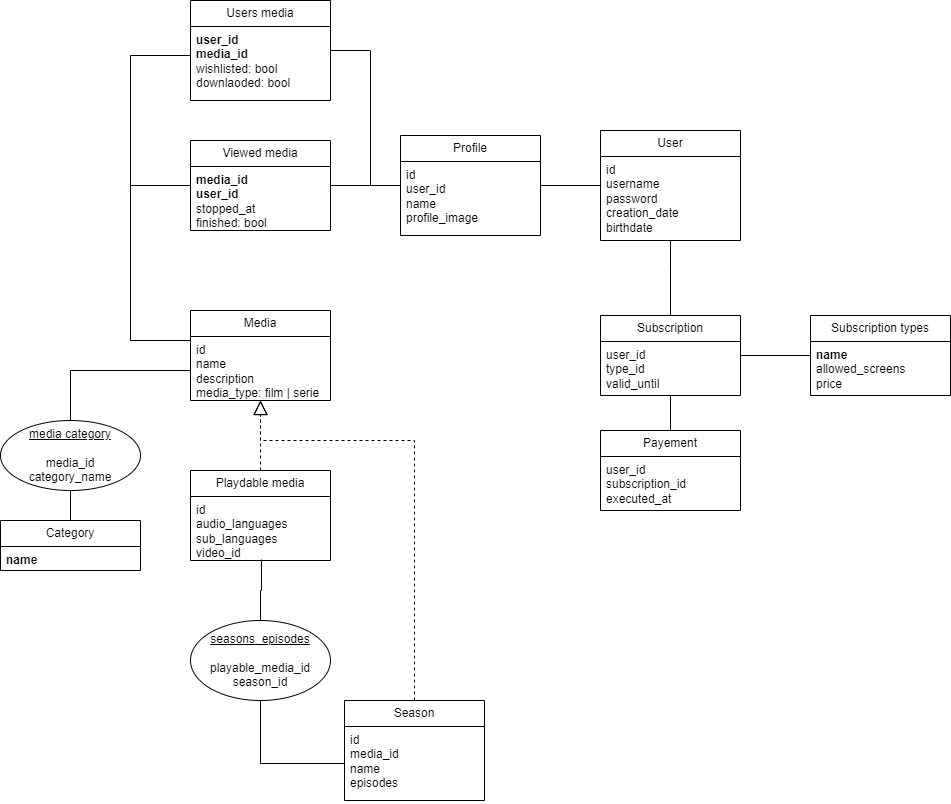 Users media
user_id
media_id
wishlisted: bool
downlaoded: bool
Viewed media
media_id
user_id
stopped_at
finished: bool
Profile
id
user_id
name
profile_image
User
id
username
password
creation_date
birthdate
Media
id
name
description
media_type: film | serie
Subscription
user_id
type_id
valid_until
Subscription types
name
allowed_screens
price
media category
media_id
category_name
Payement
user_id
subscription_id
executed_at
Category
name
Playdable media
id
audio_languages
sub_languages
video_id
seasons_episodes
playable_media_id
season_id
Season
id
media_id
name
episodes